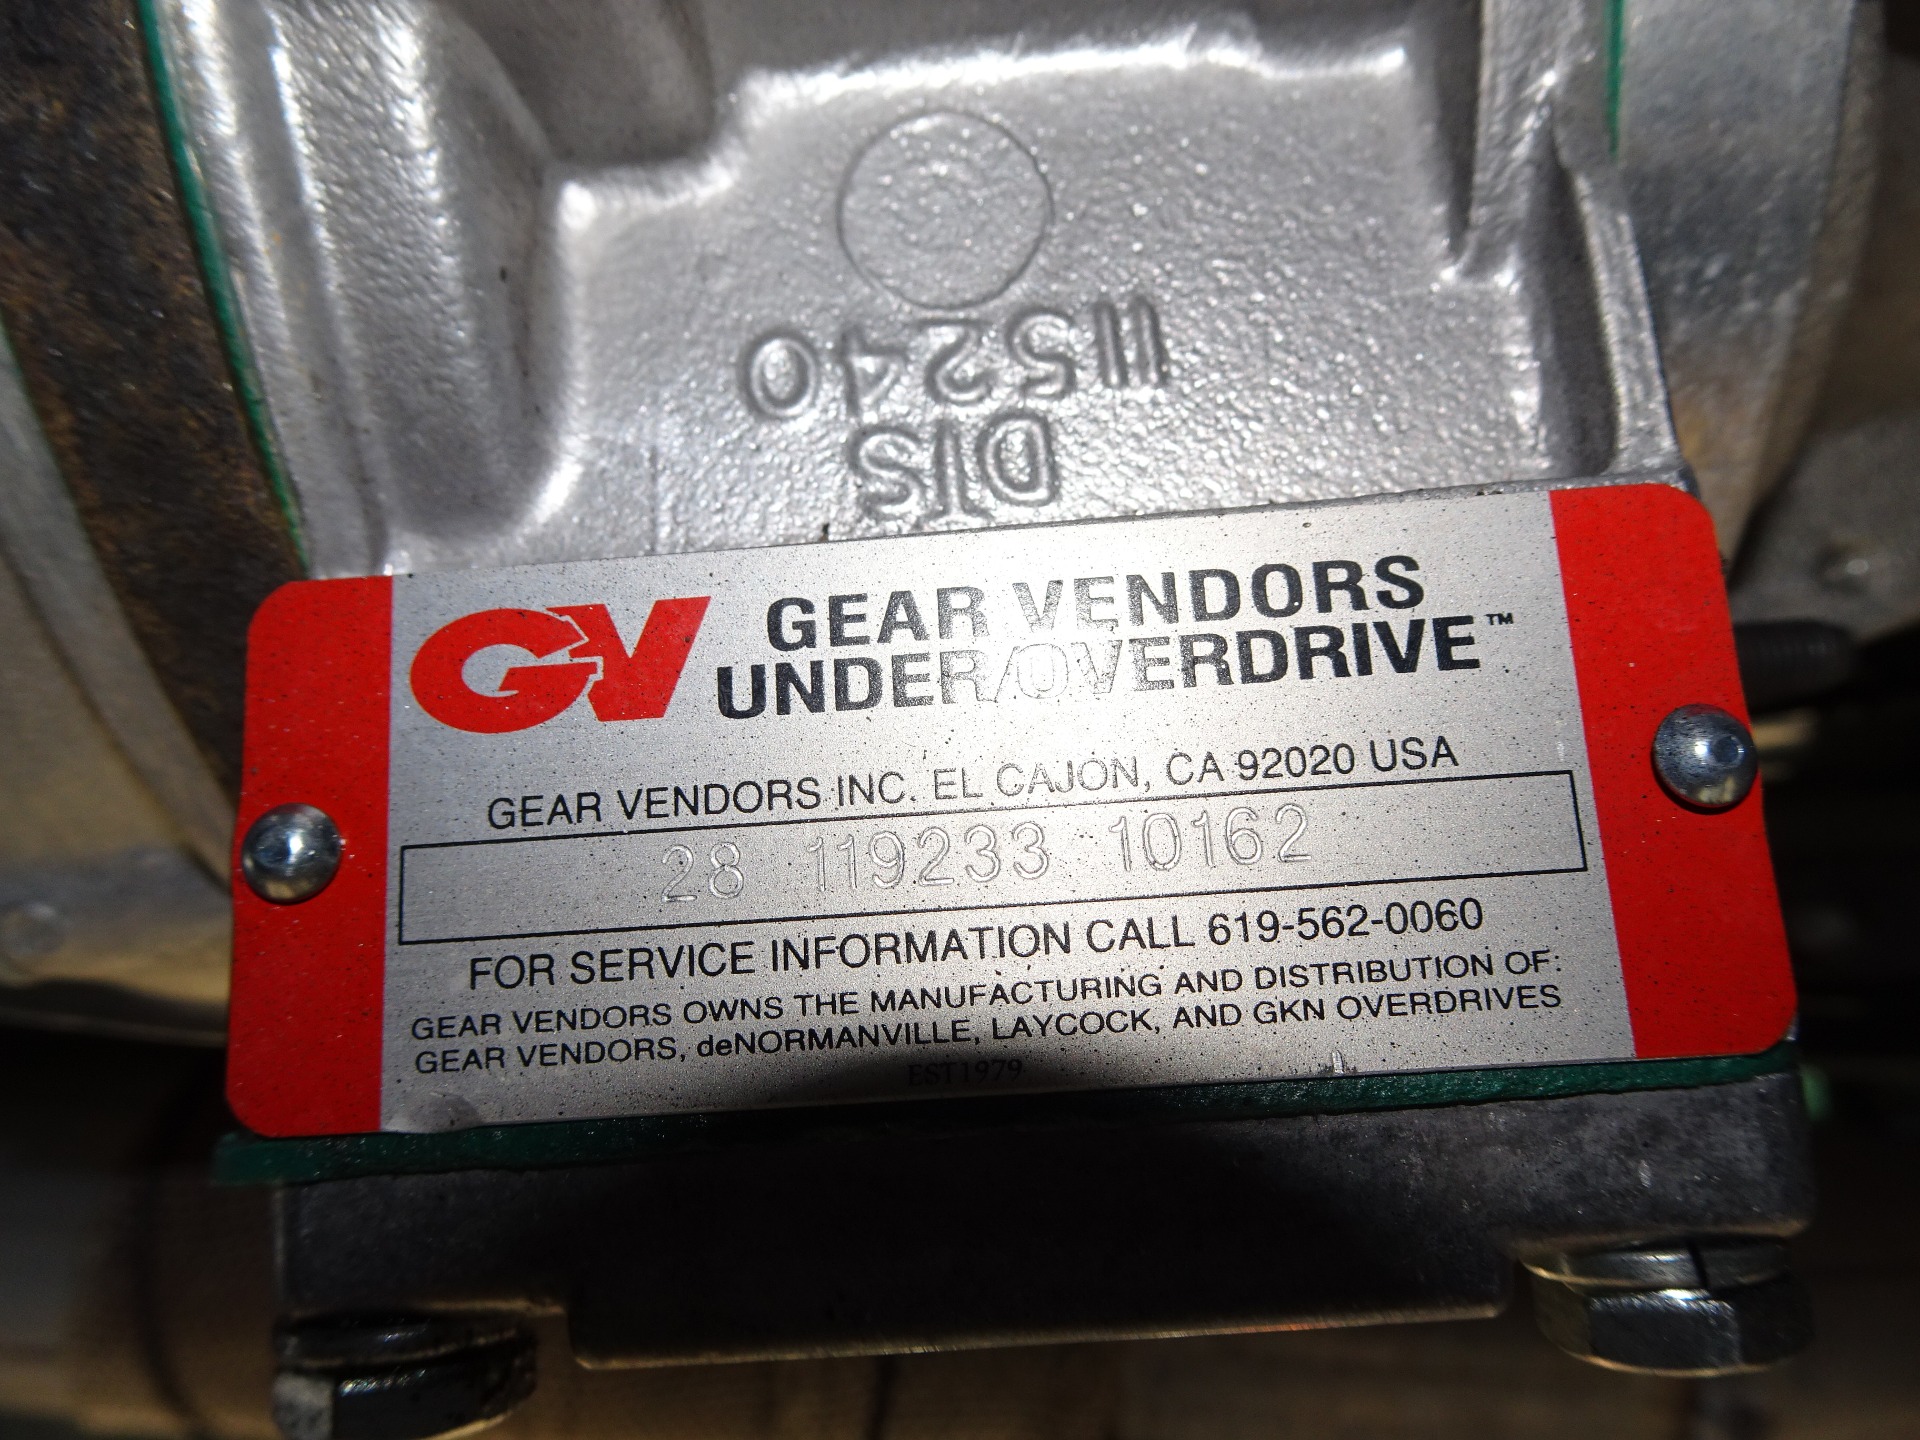 115240
DTS
GV GEAR VENDORS
UNDER/OVERDRIVE™
GEAR VENDORS INC. EL CAJON, CA 92020 USA
28 119233 10162
FOR SERVICE INFORMATION CALL 619-562-0060
GEAR VENDORS OWNS THE MANUFACTURING AND DISTRIBUTION OF:
GEAR VENDORS, deNORMANVILLE, LAYCOCK, AND GKN OVERDRIVES
EST1979